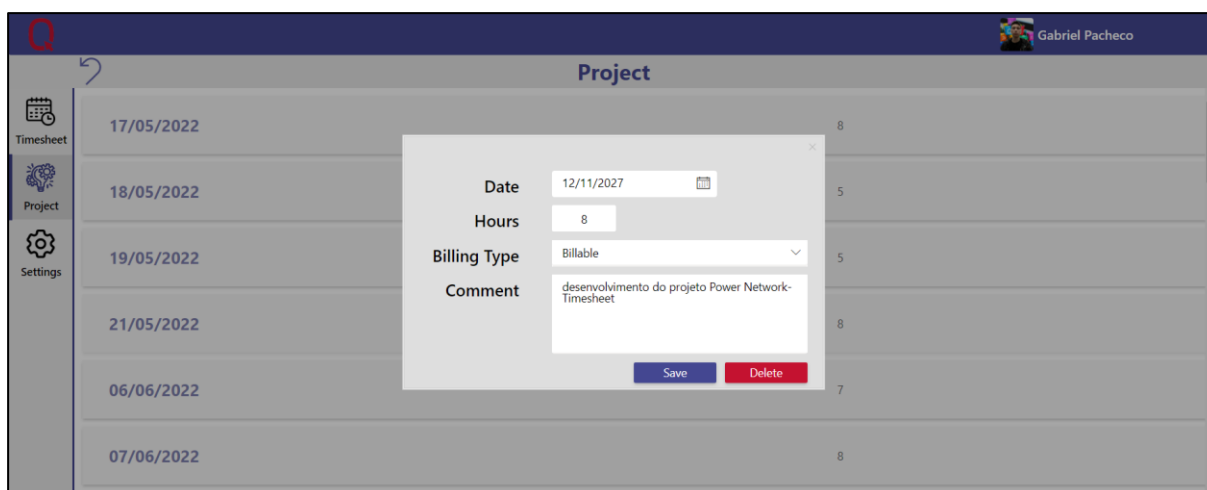 Q
Gabriel Pacheco
Project
Timesheet
Project
Settings
17/05/2022
8
18/05/2022
5
19/05/2022
5
21/05/2022
8
06/06/2022
7
07/06/2022
8
Date
12/11/2027
Hours
8
Billing Type
Billable
Comment
desenvolvimento do projeto Power Network-
Timesheet
Save
Delete